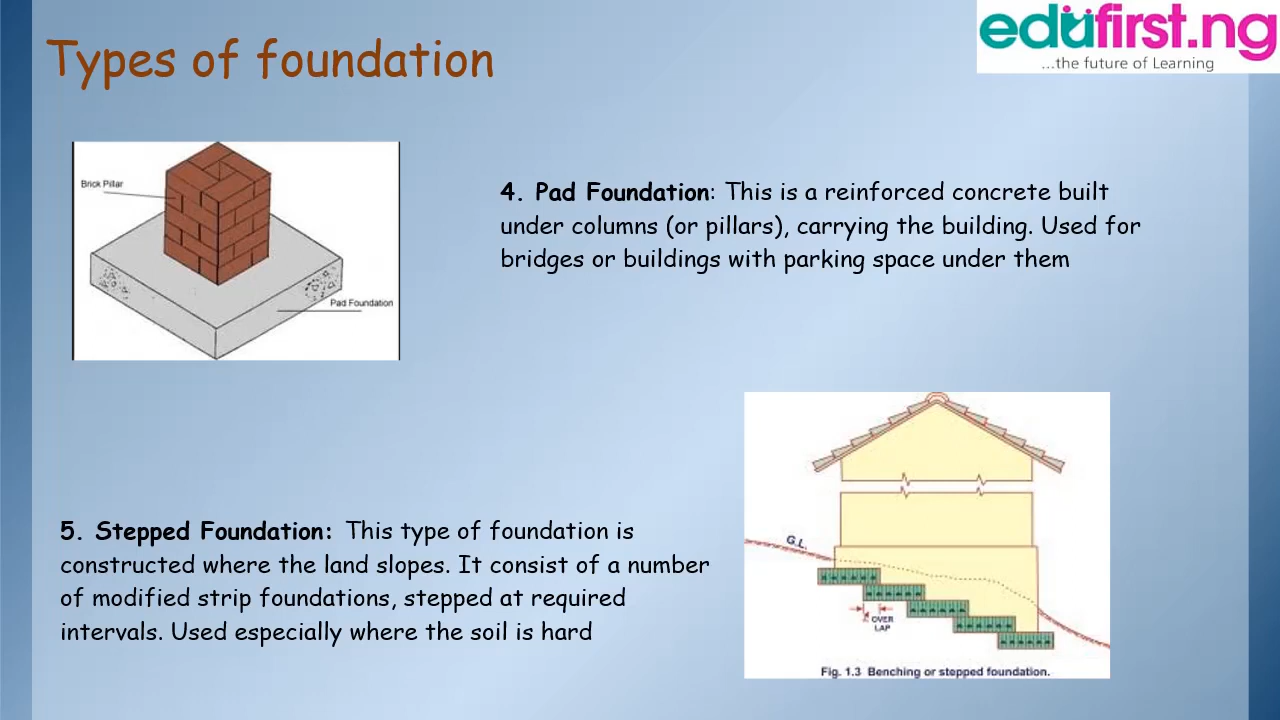 Types of foundation
edufirst.ng
...the future of Learning
Brick Pillar
Pad Foundation
4. Pad Foundation: This is a reinforced concrete built
under columns (or pillars), carrying the building. Used for
bridges or buildings with parking space under them
5. Stepped Foundation: This type of foundation is
constructed where the land slopes. It consist of a number
of modified strip foundations, stepped at required
intervals. Used especially where the soil is hard
G.L.
OVER
LAP
Fig. 1.3 Benching or stepped foundation.